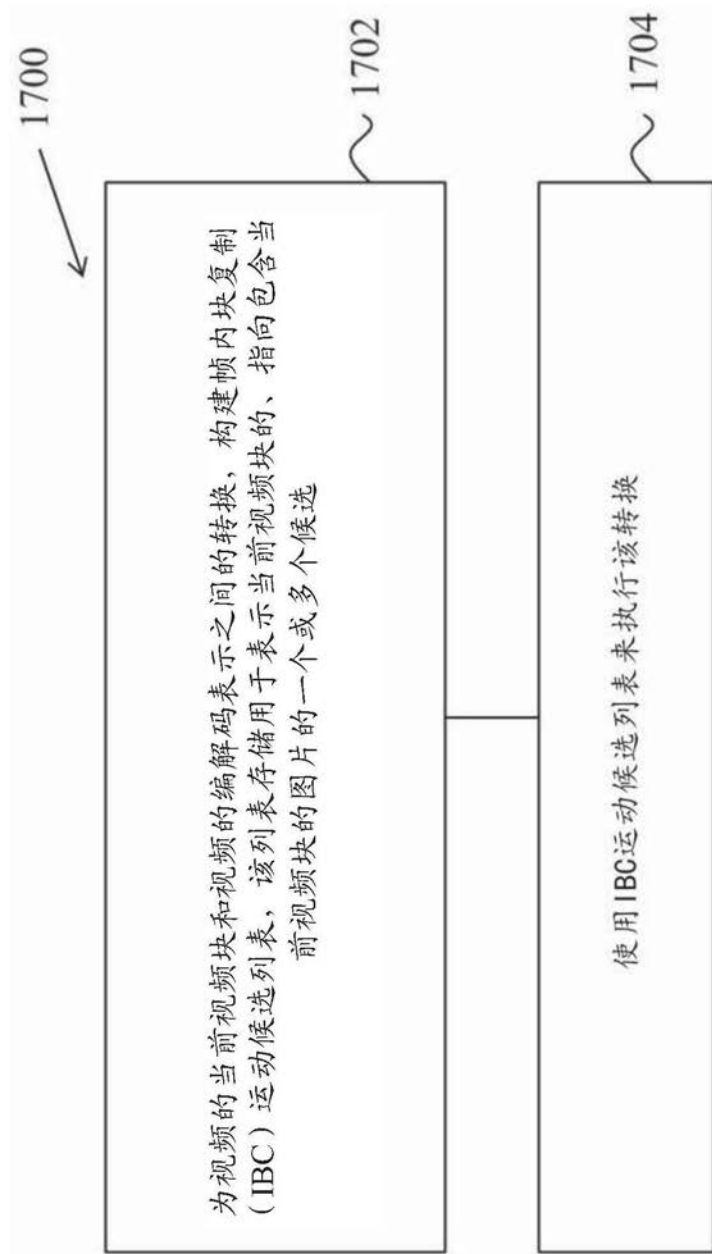 1700
为视频的当前视频块和视频的编解码表示之间的转换，构建帧内块复制
（IBC）运动候选列表，该列表存储用于表示当前视频块的、指向包含当
前视频块的图片的一个或多个候选
1702
使用IBC运动候选列表来执行该转换
1704